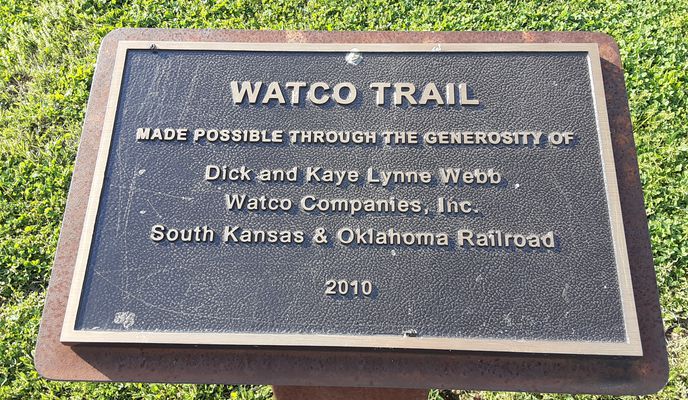 WATCO TRAIL
MADE POSSIBLE THROUGH THE GENEROSITY OF
Dick and Kaye Lynne Webb
Watco Companies, Inc.
South Kansas & Oklahoma Railroad
2010